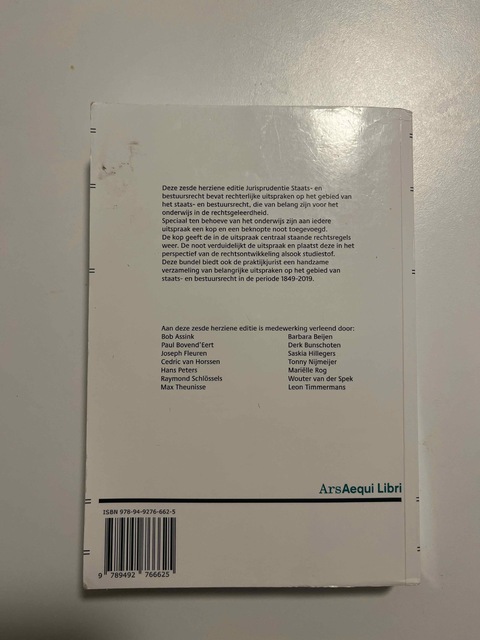 Deze zesde herziene editie Jurisprudentie Staats- en
bestuursrecht bevat rechterlijke uitspraken op het gebied van
het staats- en bestuursrecht, die van belang zijn voor het
onderwijs in de rechtsgeleerdheid.
Speciaal ten behoeve van het onderwijs zijn aan iedere
uitspraak een kop en een beknopte noot toegevoegd.
De kop geeft de in de uitspraak centraal staande rechtsregels
weer. De noot verduidelijkt de uitspraak en plaatst deze in het
perspectief van de rechtsontwikkeling alsook studiestof.
Deze bundel biedt ook de praktijkjurist een handzame
verzameling van belangrijke uitspraken op het gebied van
staats- en bestuursrecht in de periode 1849-2019.
Aan deze zesde herziene editie is medewerking verleend door:
Bob Assink
Paul Bovend'Eert
Joseph Fleuren
Cedric van Horssen
Hans Peters
Raymond Schlössels
Max Theunisse
Barbara Beijen
Derk Bunschoten
Saskia Hillegers
Tonny Nijmeijer
Mariëlle Rog
Wouter van der Spek
Leon Timmermans
ArsAequi Libri
ISBN 978-94-9276-662-5
9 789492 766625